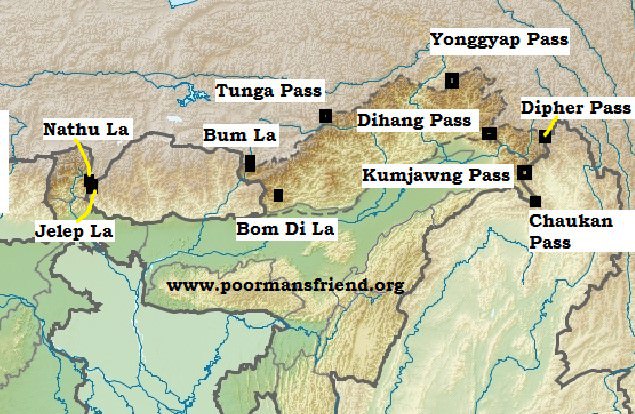 Yonggyap Pass
Tunga Pass
Dipher Pass
Nathu La
Bum La
Dihang Pass
Kumjawng Pass
Jelep La
Bom Di La
Chaukan
Pass
www.poormansfriend.org